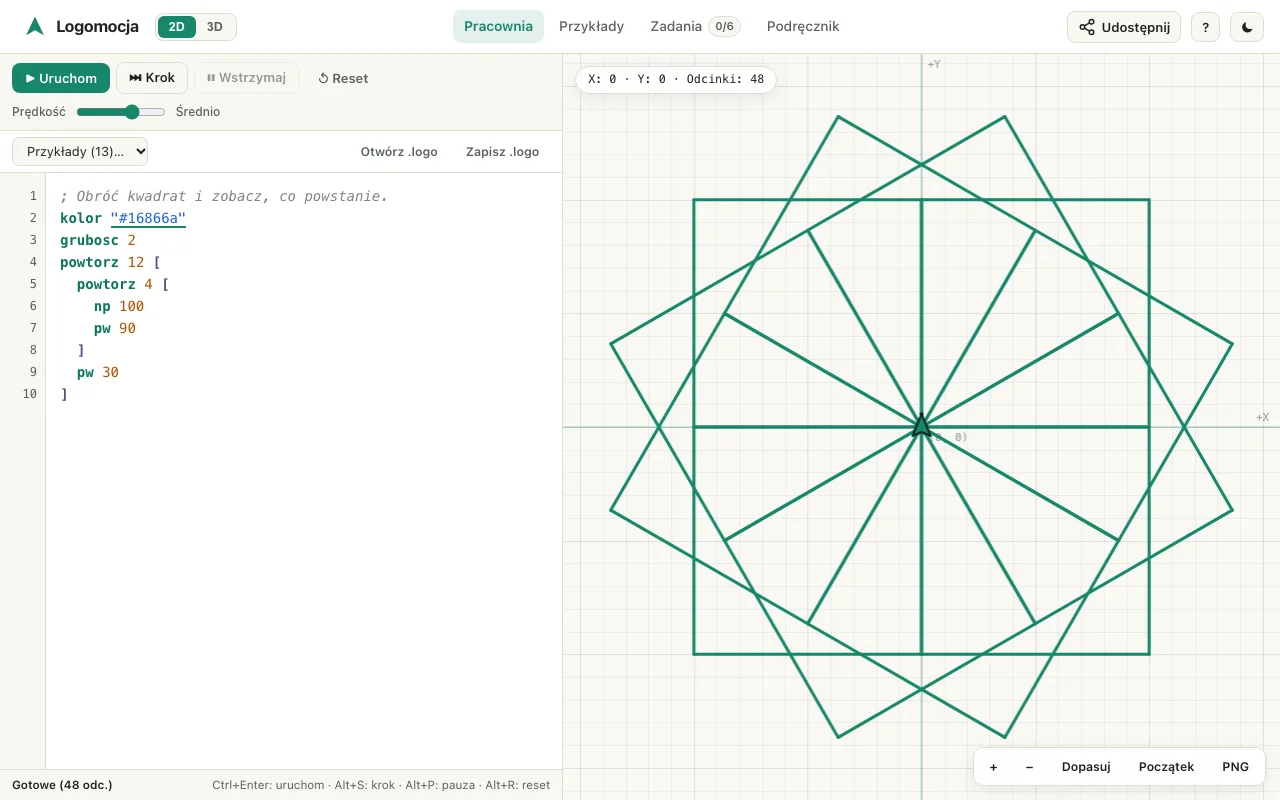 Logomocja 2D 3D Pracownia Przykłady Zadania 0/6 Podręcznik Udostępnij ?
Uruchom Krok Wstrzymaj Reset
Prędkość Średnio
Przykłady (13)... Otwórz .logo Zapisz .logo
1 ; Obróć kwadrat i zobacz, co powstanie.
2 kolor "#16866a"
3 grubosc 2
4 powtorz 12 [
5 powtorz 4 [
6 np 100
7 pw 90
8 ]
9 pw 30
10 ]
Gotowe (48 odc.) Ctrl+Enter: uruchom · Alt+S: krok · Alt+P: pauza · Alt+R: reset
X: 0 · Y: 0 · Odcinki: 48
+Y
+X
0)
+ − Dopasuj Początek PNG